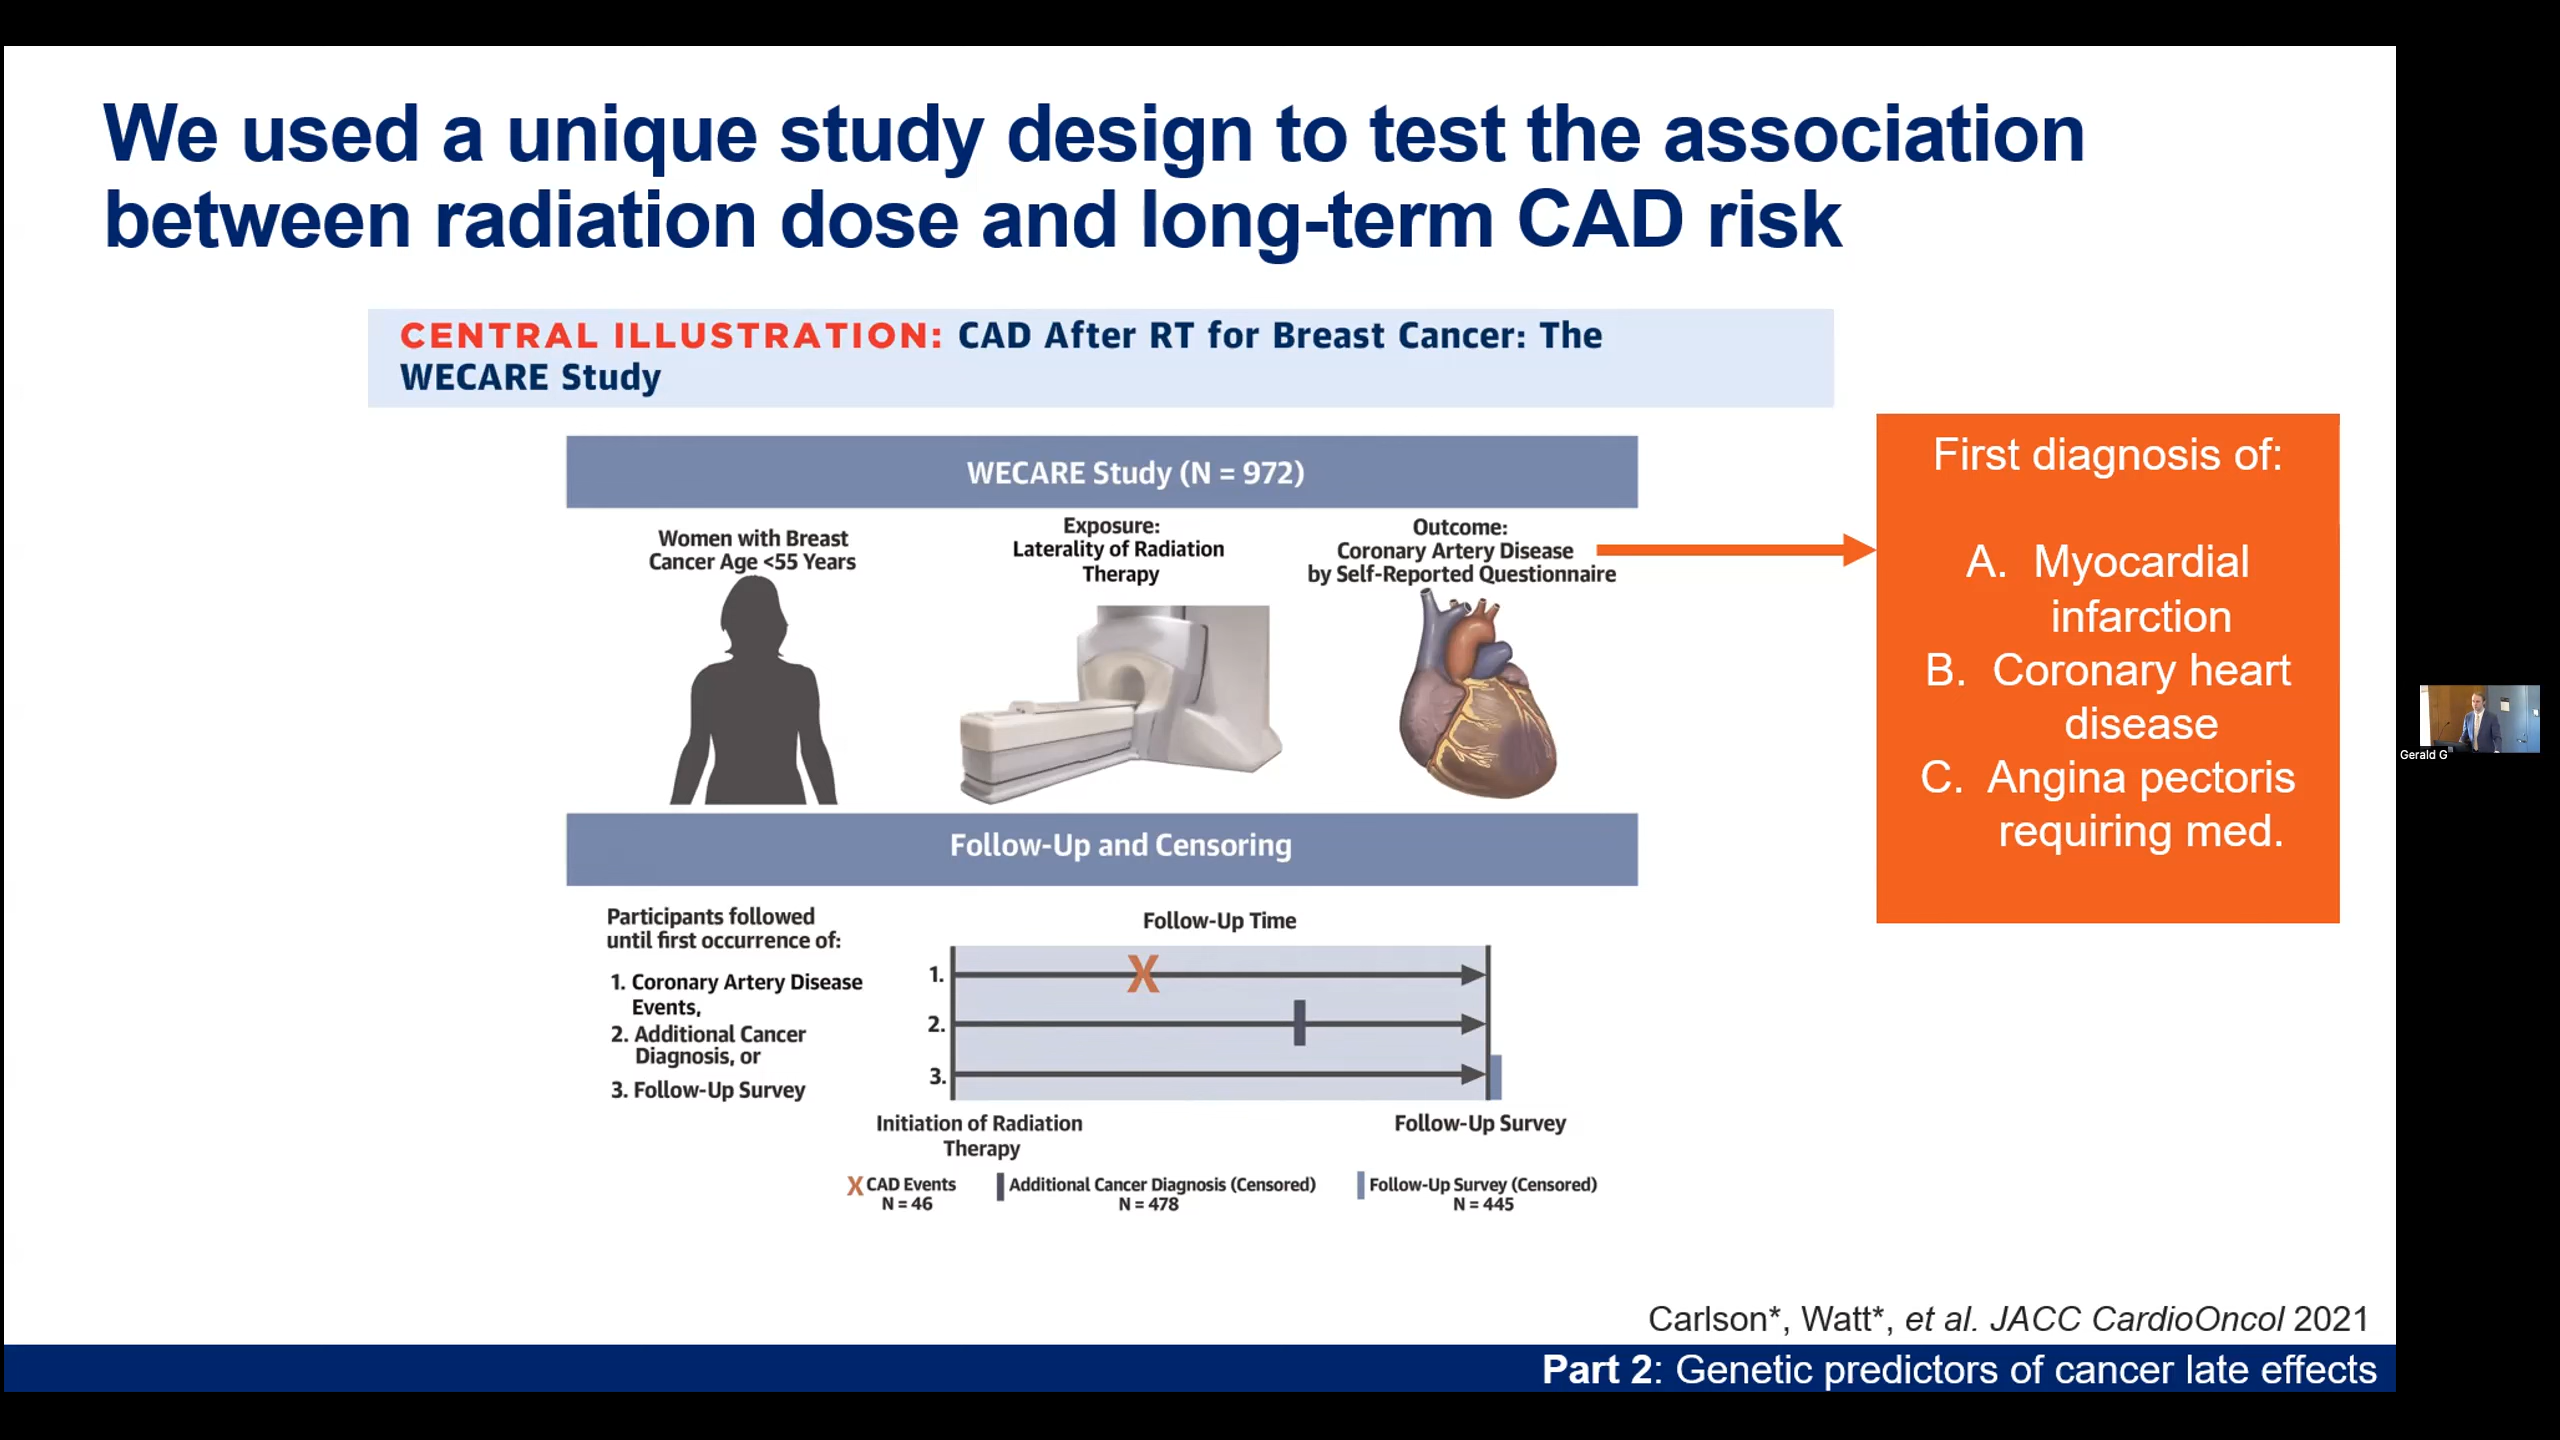 We used a unique study design to test the association
between radiation dose and long-term CAD risk
CENTRAL ILLUSTRATION: CAD After RT for Breast Cancer: The
WECARE Study
WECARE Study (N = 972)
Women with Breast
Cancer Age <55 Years
Exposure:
Laterality of Radiation
Therapy
Outcome:
Coronary Artery Disease
by Self-Reported Questionnaire
First diagnosis of:
A. Myocardial
infarction
B. Coronary heart
disease
C. Angina pectoris
requiring med.
Follow-Up and Censoring
Participants followed
until first occurrence of:
1. Coronary Artery Disease
Events,
2. Additional Cancer
Diagnosis, or
3. Follow-Up Survey
Follow-Up Time
1.
X
2.
3.
Initiation of Radiation
Therapy
Follow-Up Survey
X CAD Events
N = 46
Additional Cancer Diagnosis (Censored)
N = 478
Follow-Up Survey (Censored)
N = 445
Gerald G
Carlson*, Watt*, et al. JACC CardioOncol 2021
Part 2: Genetic predictors of cancer late effects